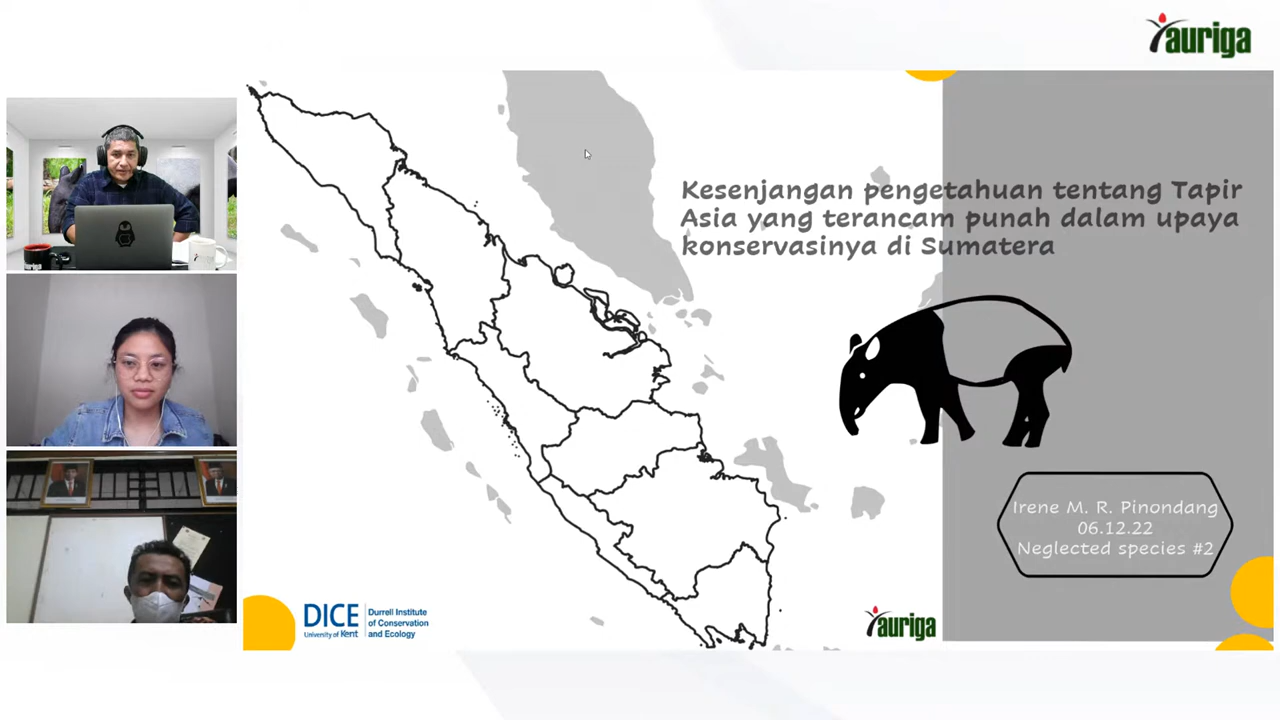 auriga
Kesenjangan pengetahuan tentang Tapir
Asia yang terancam punah dalam upaya
konservasinya di Sumatera
Irene M. R. Pinondang
06.12.22
Neglected species #2
DICE
University of Kent
Durrell Institute
of Conservation
and Ecology
auriga
auriga